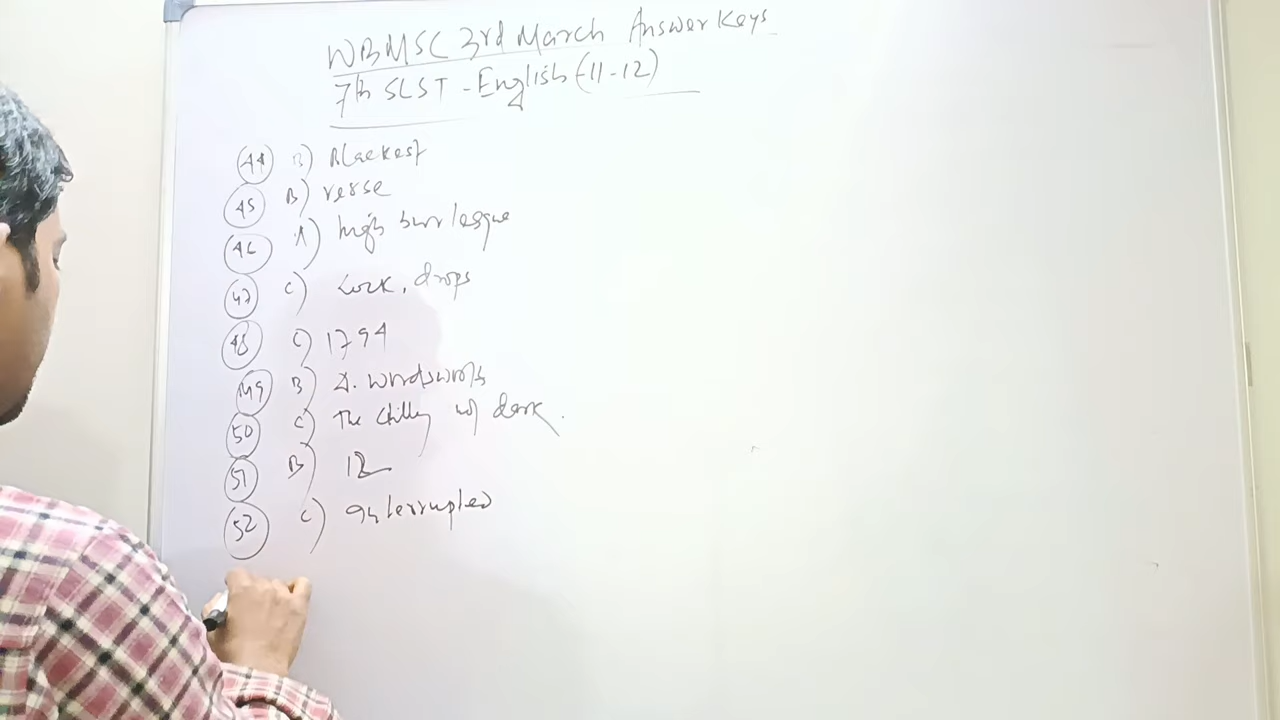 WBMSC 3rd March Answer Keys
7th SLST - English (11-12)
44 B) Blackest
45 B) verse
46 A) high burlesque
47 C) Lock, drops
48 C) 1794
49 B) D. Wordsworth
50 C) The Chilling of dark.
51 B) 12
52 C) Interrupted